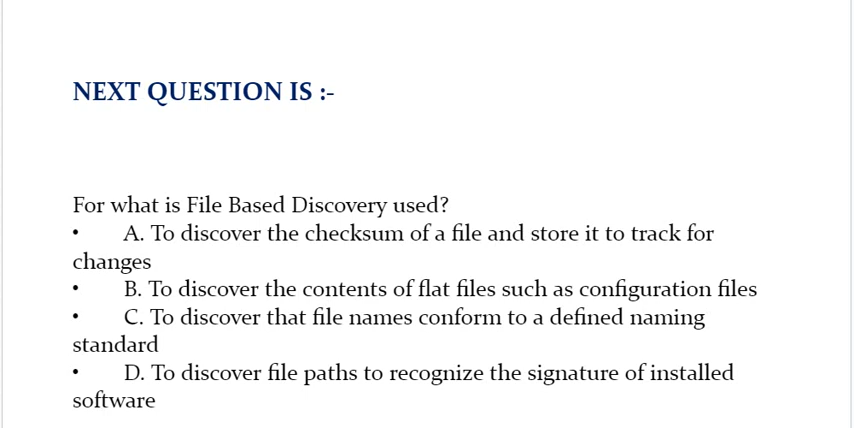 NEXT QUESTION IS :-
For what is File Based Discovery used?
• A. To discover the checksum of a file and store it to track for
changes
• B. To discover the contents of flat files such as configuration files
• C. To discover that file names conform to a defined naming
standard
• D. To discover file paths to recognize the signature of installed
software